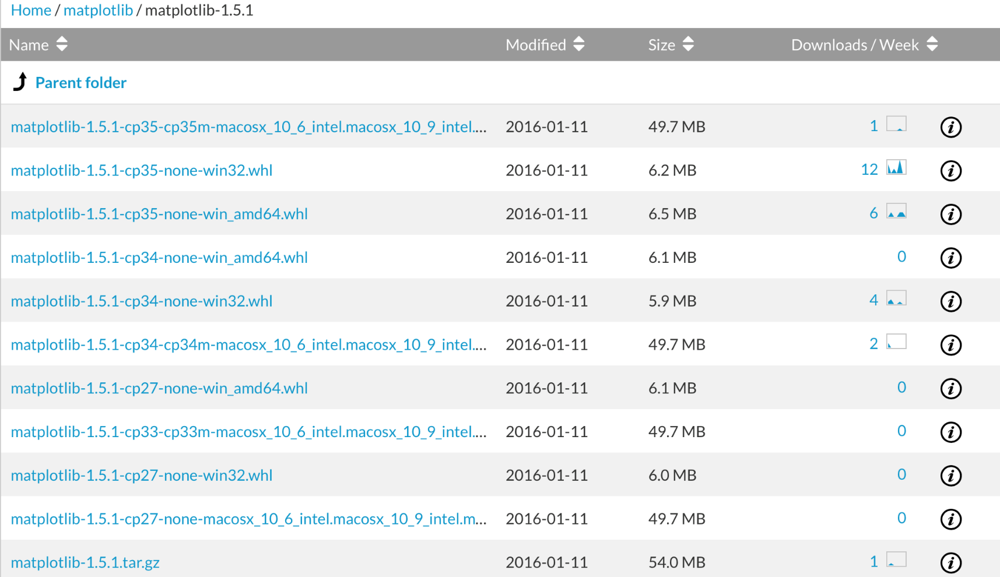 Home / matplotlib / matplotlib-1.5.1
Name Modified Size Downloads / Week
Parent folder
matplotlib-1.5.1-cp35-cp35m-macosx_10_6_intel.macosx_10_9_intel.... 2016-01-11 49.7 MB 1
matplotlib-1.5.1-cp35-none-win32.whl 2016-01-11 6.2 MB 12
matplotlib-1.5.1-cp35-none-win_amd64.whl 2016-01-11 6.5 MB 6
matplotlib-1.5.1-cp34-none-win_amd64.whl 2016-01-11 6.1 MB 0
matplotlib-1.5.1-cp34-none-win32.whl 2016-01-11 5.9 MB 4
matplotlib-1.5.1-cp34-cp34m-macosx_10_6_intel.macosx_10_9_intel.... 2016-01-11 49.7 MB 2
matplotlib-1.5.1-cp27-none-win_amd64.whl 2016-01-11 6.1 MB 0
matplotlib-1.5.1-cp33-cp33m-macosx_10_6_intel.macosx_10_9_intel.... 2016-01-11 49.7 MB 0
matplotlib-1.5.1-cp27-none-win32.whl 2016-01-11 6.0 MB 0
matplotlib-1.5.1-cp27-none-macosx_10_6_intel.macosx_10_9_intel.m... 2016-01-11 49.7 MB 0
matplotlib-1.5.1.tar.gz 2016-01-11 54.0 MB 1